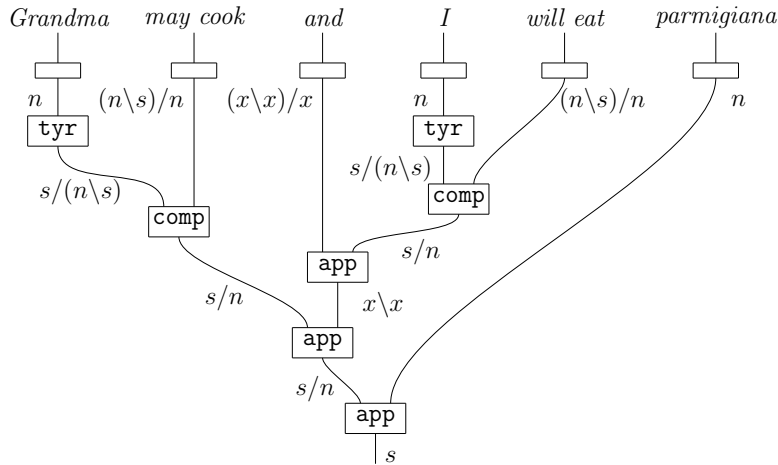 Grandma may cook and I will eat parmigiana
n (n\s)/n (x\x)/x n (n\s)/n n
tyr tyr
s/(n\s) s/(n\s)
comp comp
s/n
app
s/n x\x
app
s/n
app
s